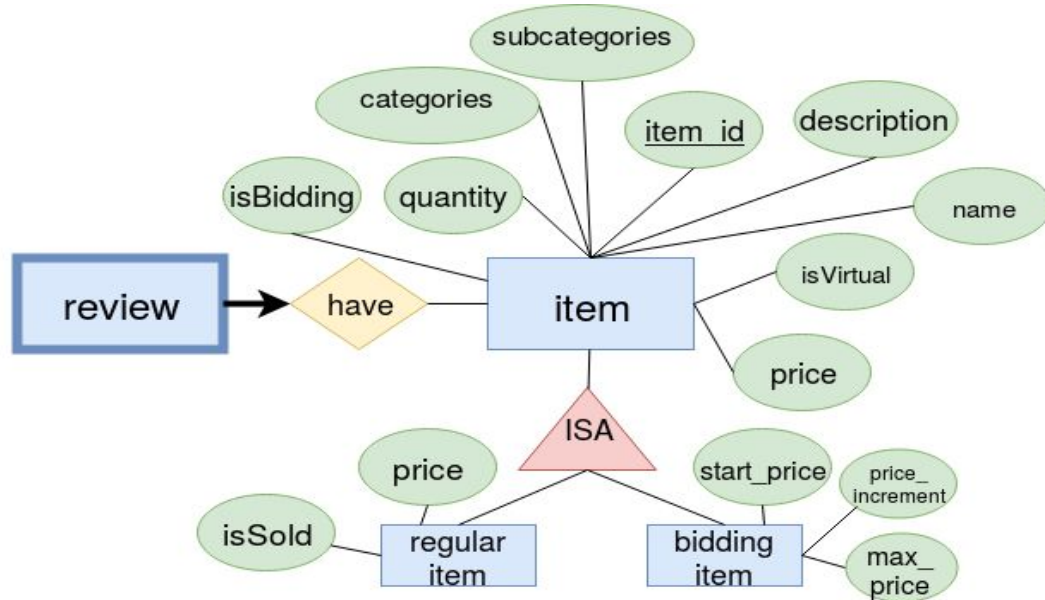 subcategories
categories
item_id
description
isBidding
quantity
name
isVirtual
review
have
item
price
ISA
price
start_price
price_
increment
isSold
regular
item
bidding
item
max_
price